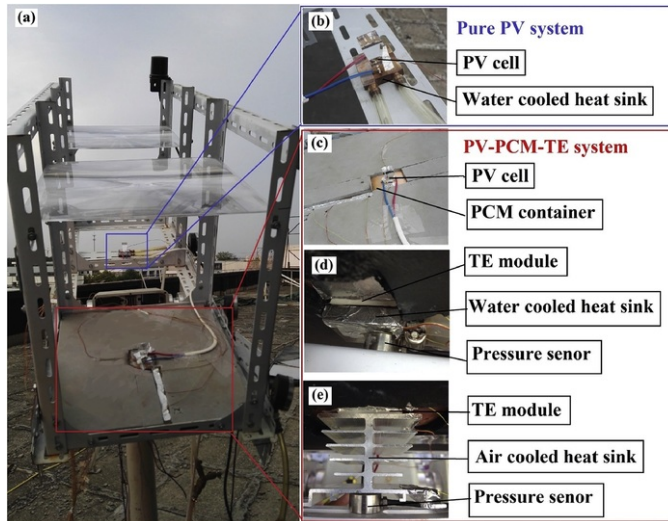 (a)
(b)
Pure PV system
PV cell
Water cooled heat sink
(c)
PV-PCM-TE system
PV cell
PCM container
(d)
TE module
Water cooled heat sink
Pressure senor
(e)
TE module
Air cooled heat sink
Pressure senor